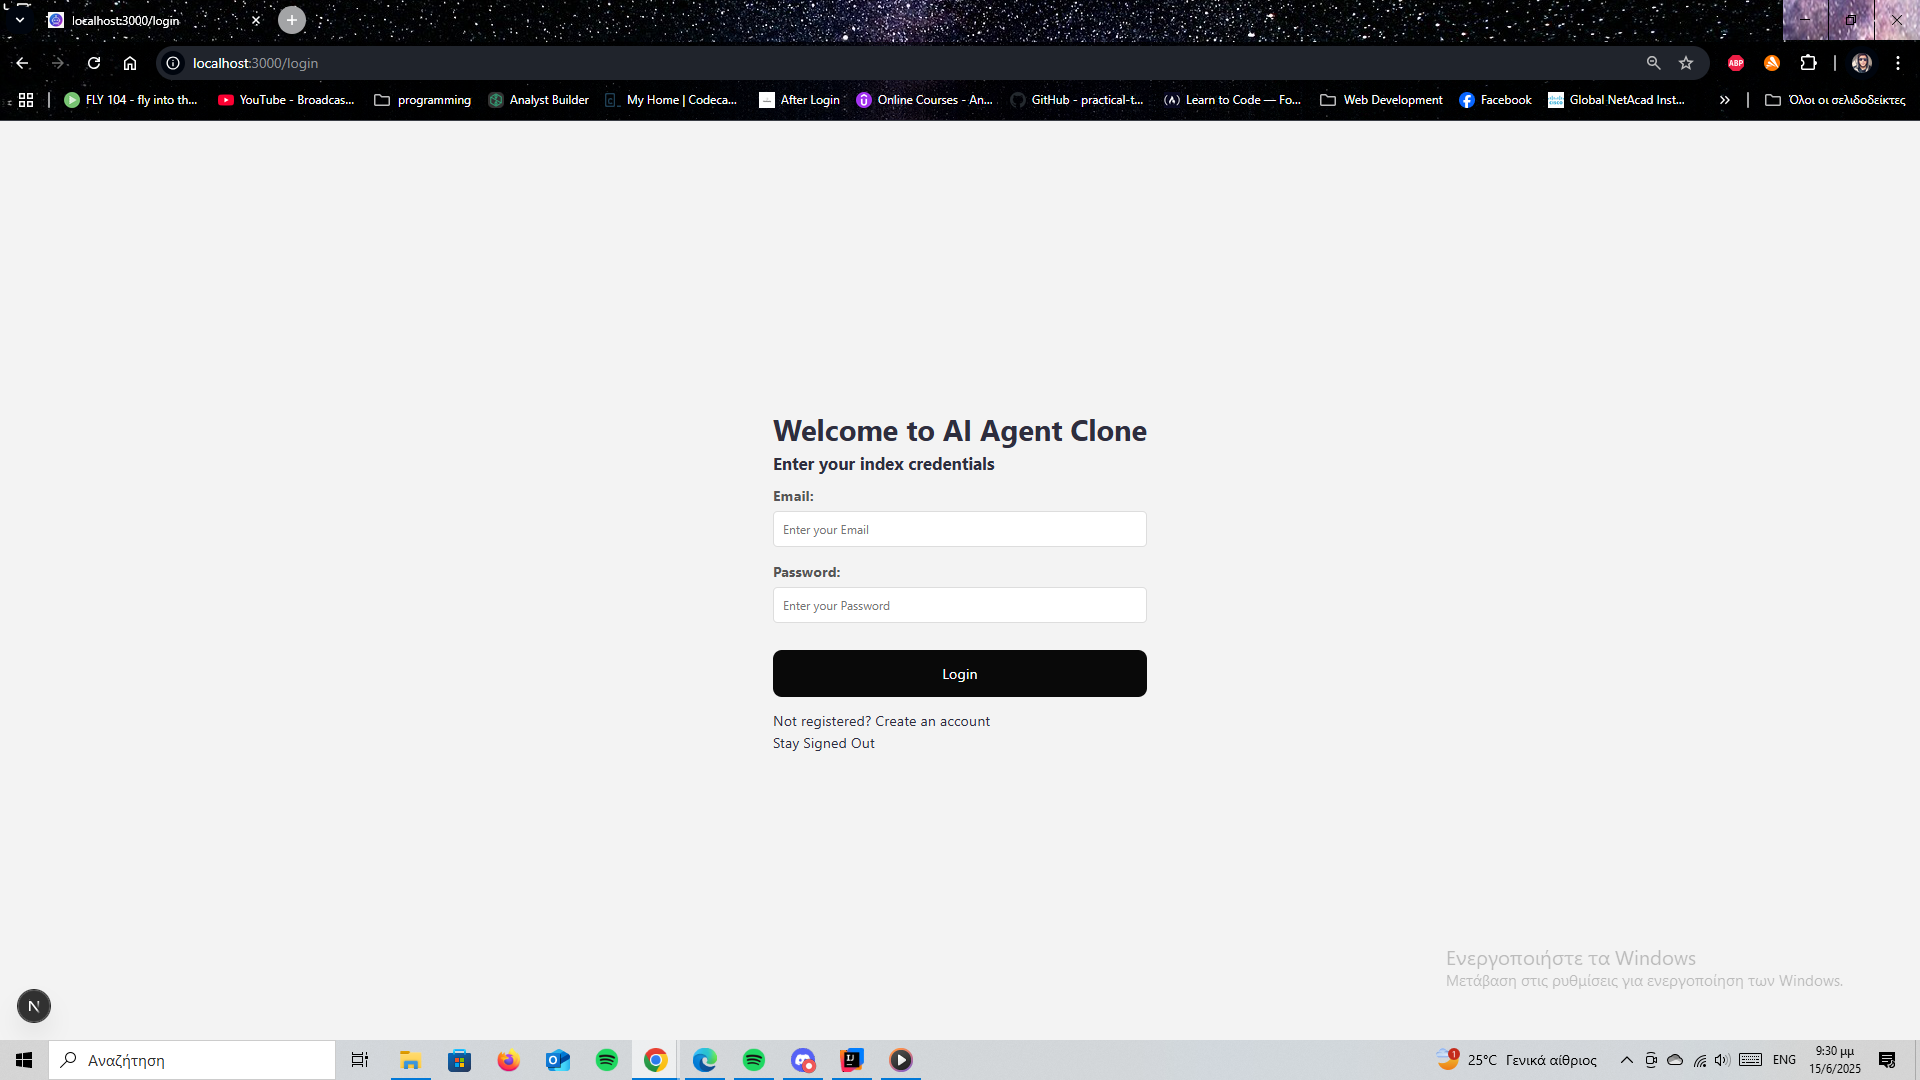 localhost:3000/login
localhost:3000/login
ABP
FLY 104 - fly into th...
YouTube - Broadcas...
programming
Analyst Builder
My Home | Codeca...
After Login
Online Courses - An...
GitHub - practical-t...
Learn to Code — Fo...
Web Development
Facebook
Global NetAcad Inst...
Όλοι οι σελιδοδείκτες
Welcome to AI Agent Clone
Enter your index credentials
Email:
Enter your Email
Password:
Enter your Password
Login
Not registered? Create an account
Stay Signed Out
Ενεργοποιήστε τα Windows
Μετάβαση στις ρυθμίσεις για ενεργοποίηση των Windows.
N
Αναζήτηση
1
25°C Γενικά αίθριος
ENG
9:30 μμ
15/6/2025